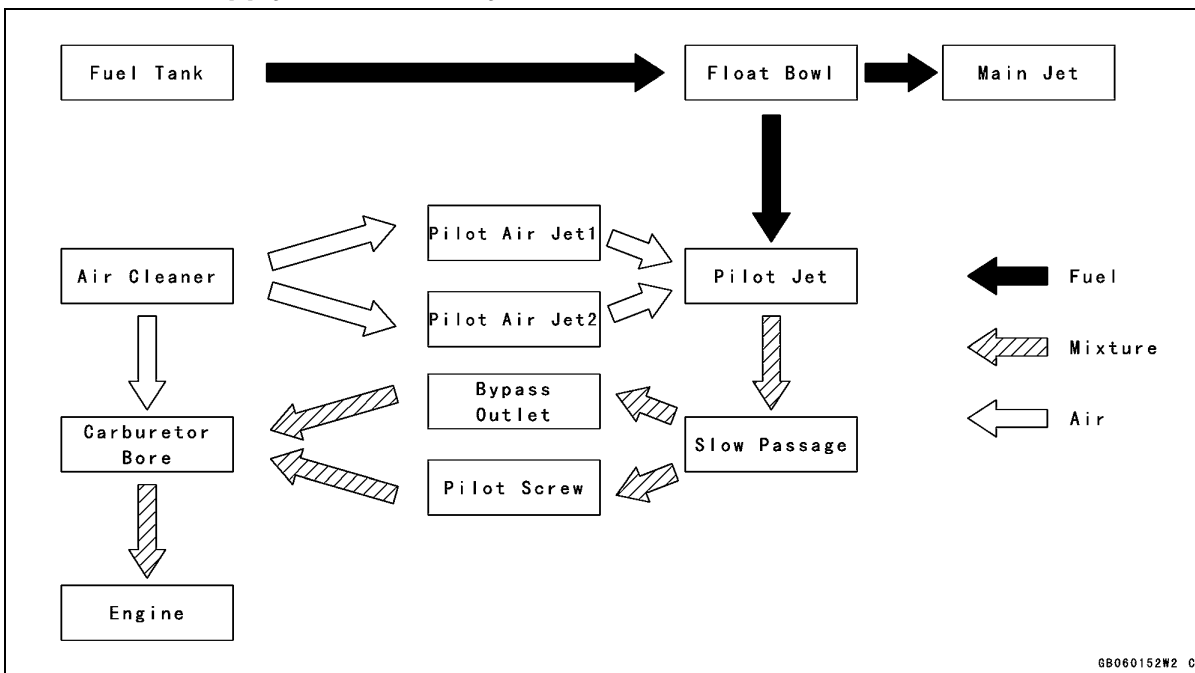 Fuel Tank
Float Bowl
Main Jet
Pilot Air Jet1
Air Cleaner
Pilot Jet
Fuel
Pilot Air Jet2
Mixture
Bypass
Outlet
Air
Carburetor
Bore
Slow Passage
Pilot Screw
Engine
GB060152W2 C